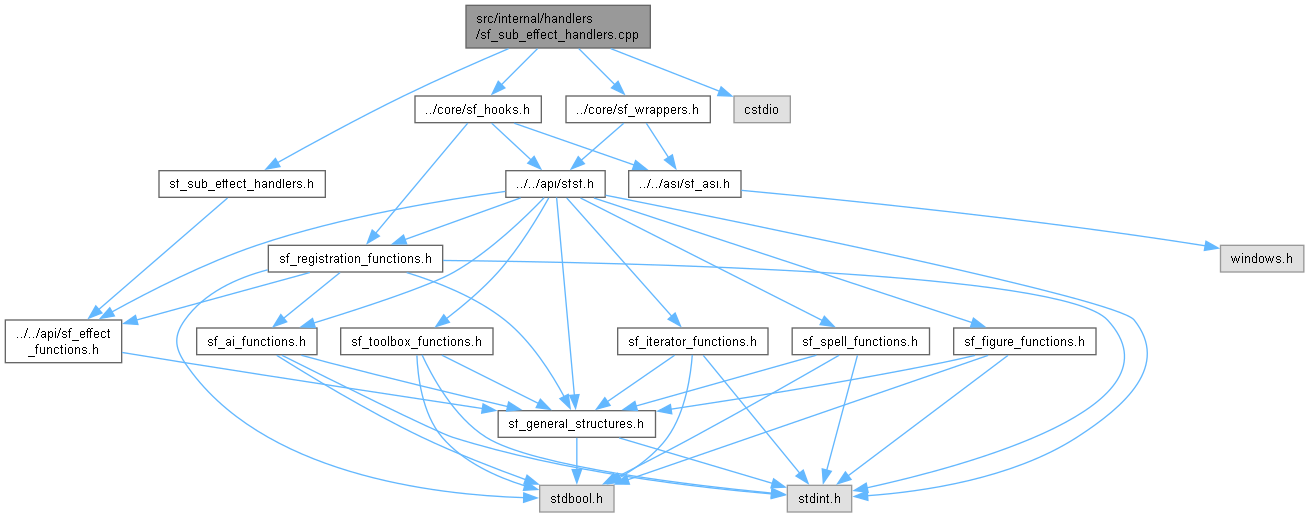 src/internal/handlers
/sf_sub_effect_handlers.cpp
../core/sf_hooks.h
../core/sf_wrappers.h
cstdio
sf_sub_effect_handlers.h
../../api/sfsf.h
../../asi/sf_asi.h
sf_registration_functions.h
windows.h
../../api/sf_effect
_functions.h
sf_ai_functions.h
sf_toolbox_functions.h
sf_iterator_functions.h
sf_spell_functions.h
sf_figure_functions.h
sf_general_structures.h
stdbool.h
stdint.h